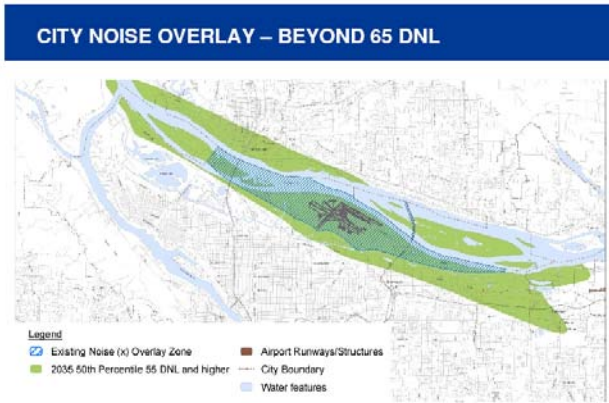 CITY NOISE OVERLAY – BEYOND 65 DNL
Legend
Existing Noise (x) Overlay Zone
2035 50th Percentile 55 DNL and higher
Airport Runways/Structures
City Boundary
Water features